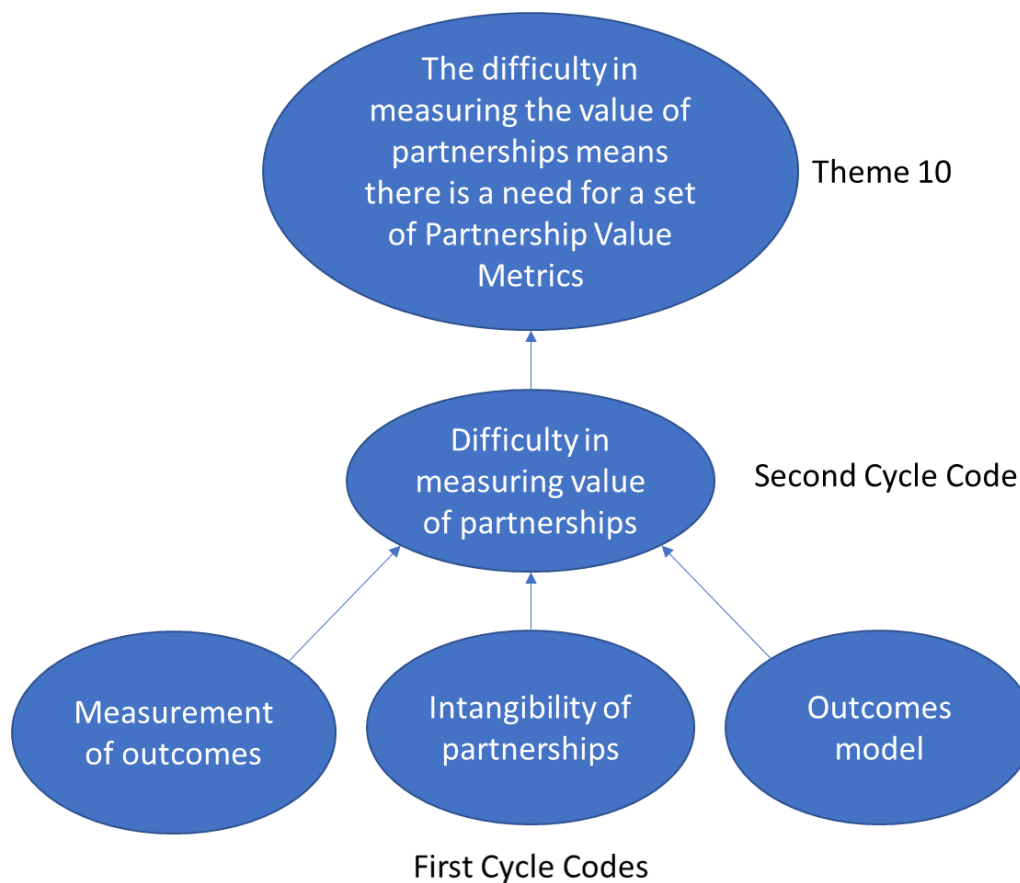 The difficulty in
measuring the value of
partnerships means
there is a need for a set
of Partnership Value
Metrics
Theme 10
Difficulty in
measuring value
of partnerships
Second Cycle Code
Measurement
of outcomes
Intangibility of
partnerships
Outcomes
model
First Cycle Codes